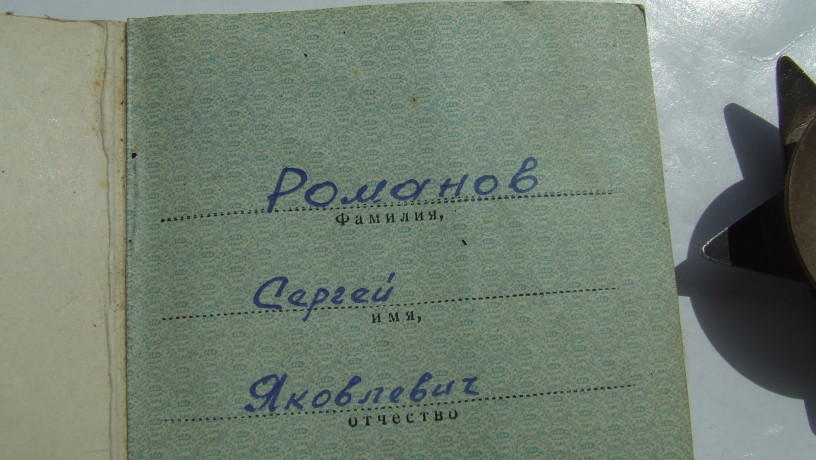 Романов
Фамилия,
Сергей
имя,
Яковлевич
отчество